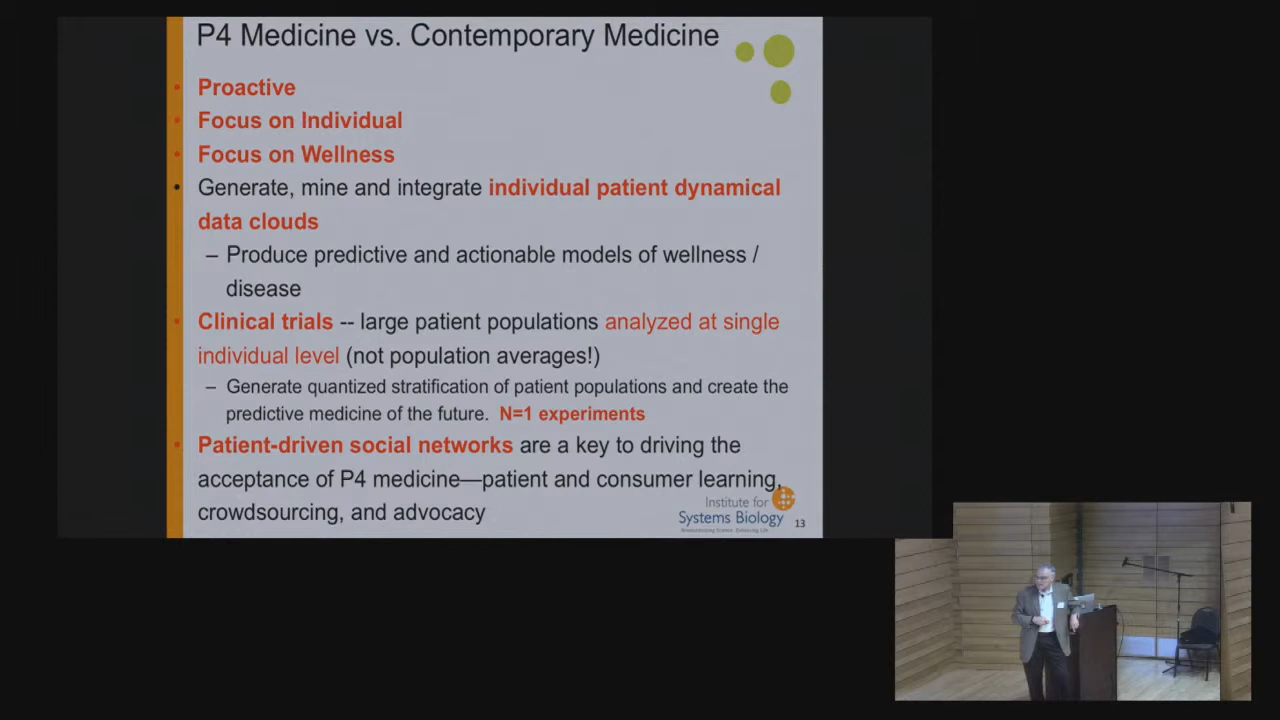 P4 Medicine vs. Contemporary Medicine
• Proactive
• Focus on Individual
• Focus on Wellness
• Generate, mine and integrate individual patient dynamical
data clouds
– Produce predictive and actionable models of wellness /
disease
• Clinical trials -- large patient populations analyzed at single
individual level (not population averages!)
– Generate quantized stratification of patient populations and create the
predictive medicine of the future. N=1 experiments
• Patient-driven social networks are a key to driving the
acceptance of P4 medicine—patient and consumer learning,
crowdsourcing, and advocacy
Institute for
Systems Biology
13